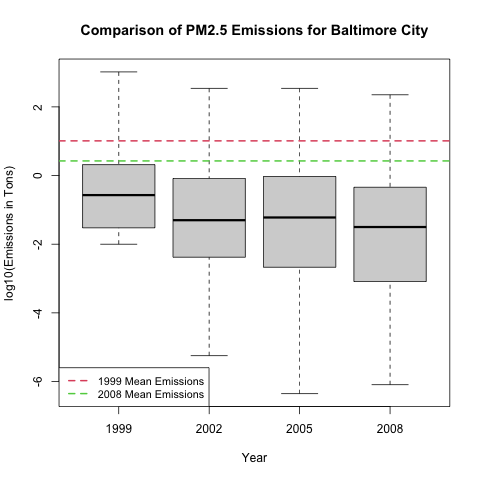 Comparison of PM2.5 Emissions for Baltimore City
log10(Emissions in Tons)
2
0
-2
-4
-6
1999 Mean Emissions
2008 Mean Emissions
1999 2002 2005 2008
Year